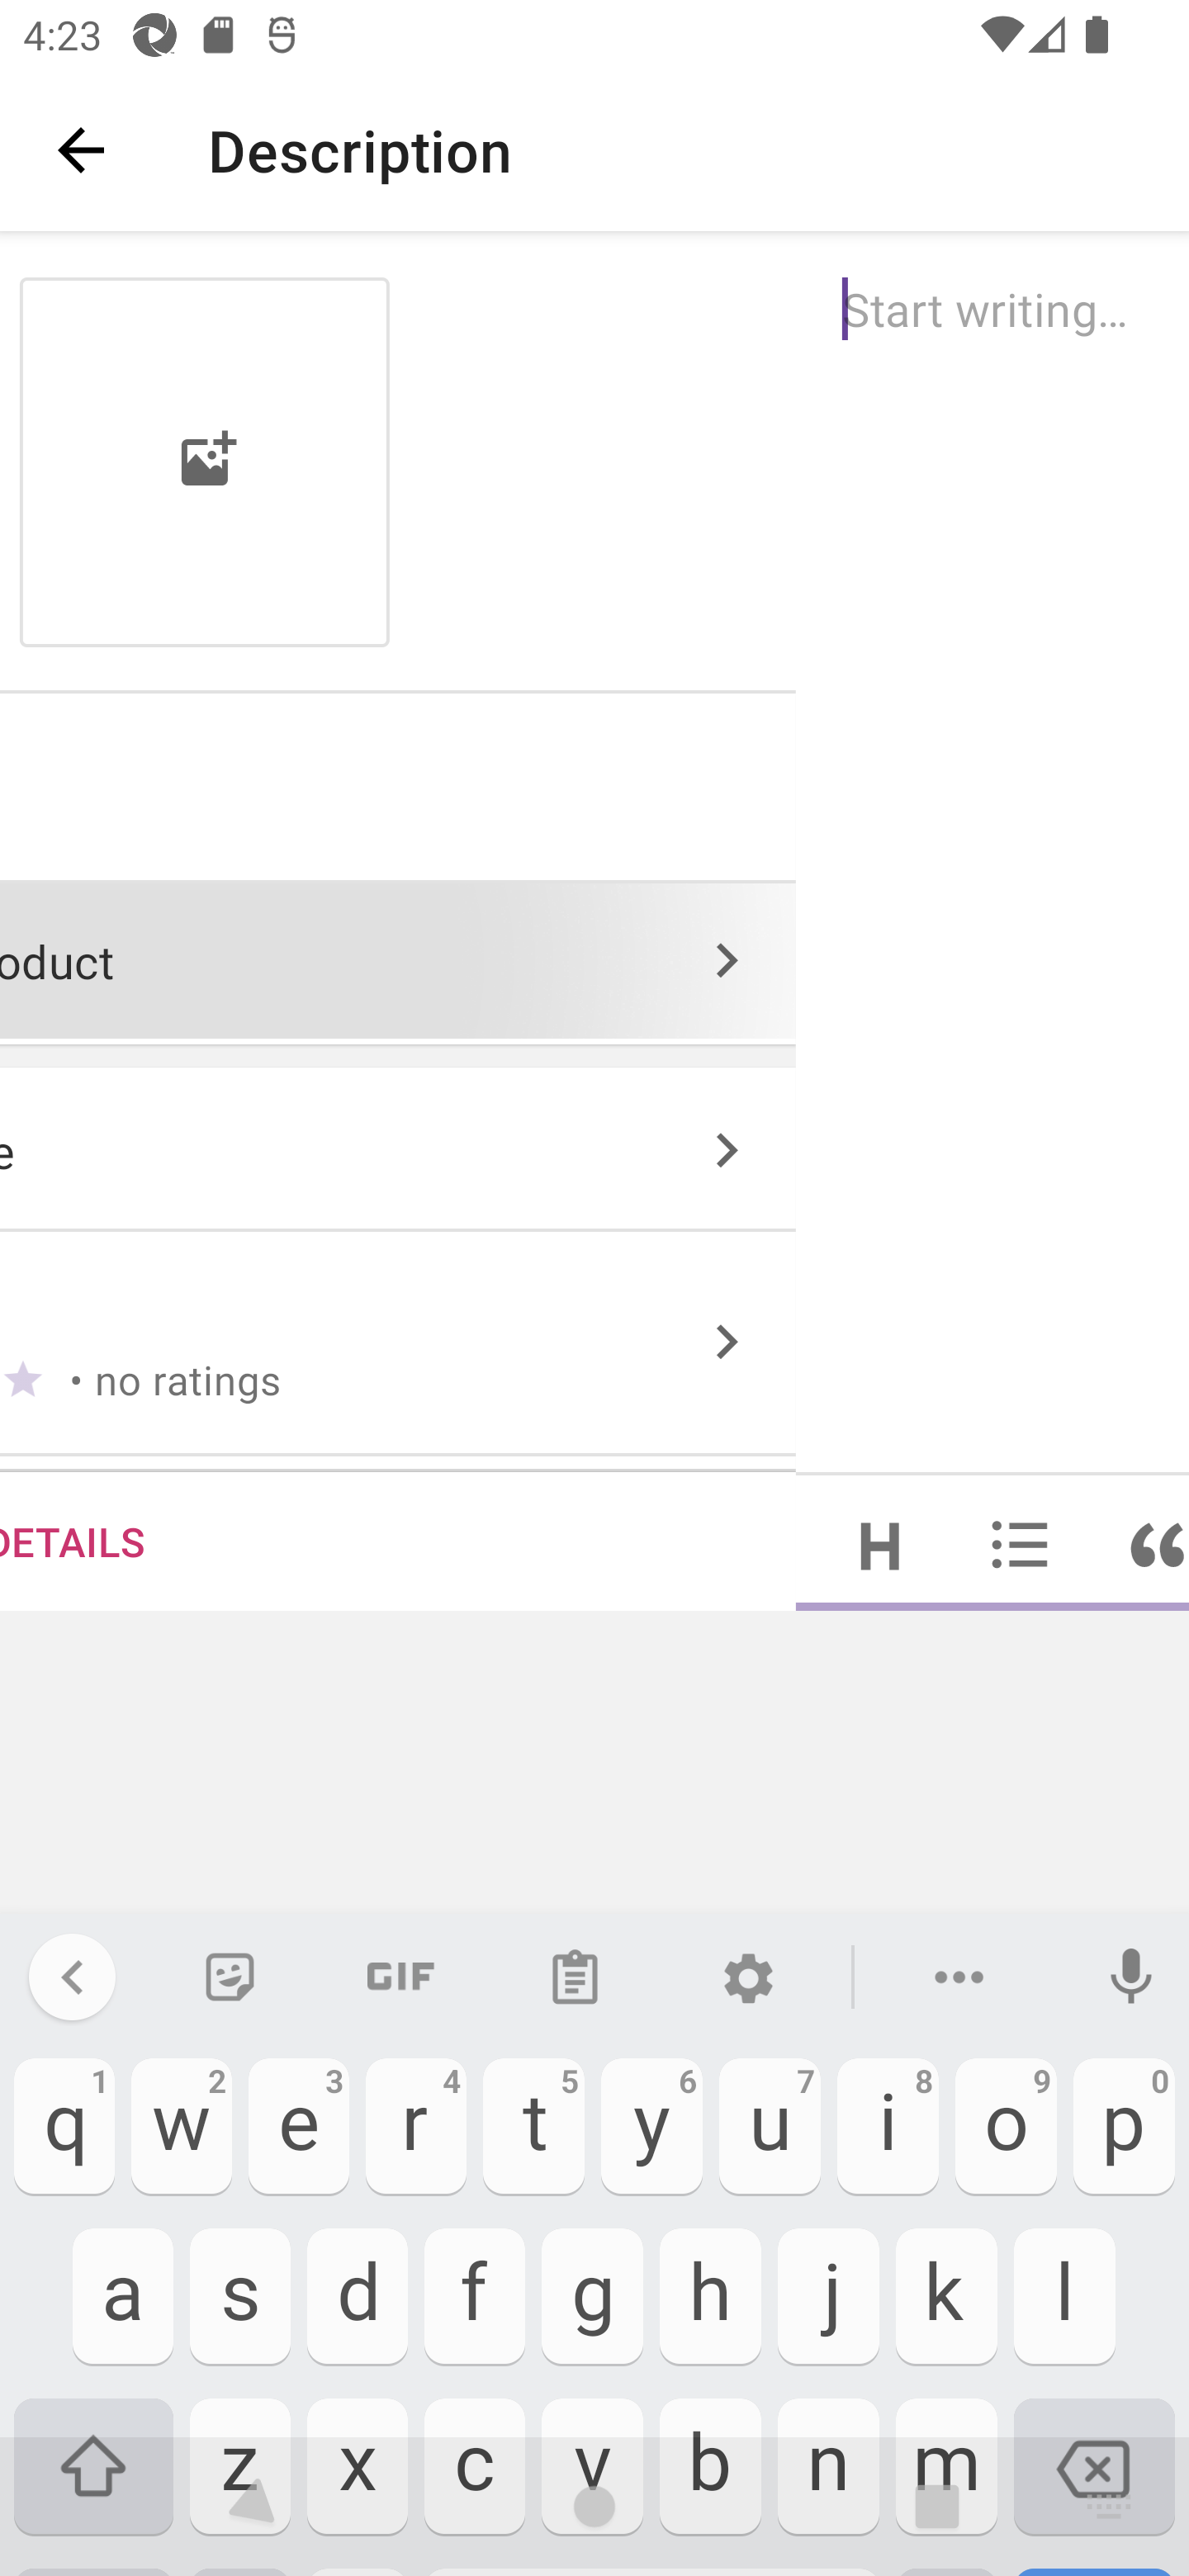 4:23
Description
Start writing…
oduct
e
• no ratings
DETAILS
GIF
1 2 3 4 5 6 7 8 9 0
q w e r t y u i o p
a s d f g h j k l
z x c v b n m